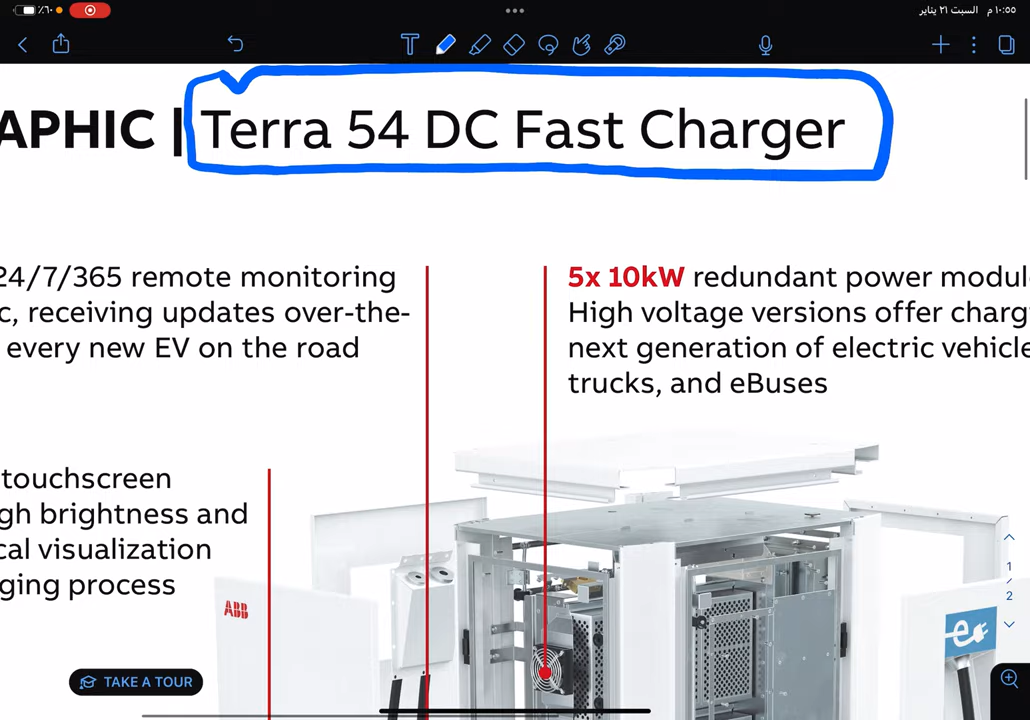 ٪٦٠
١٠:٥٥ م السبت ٢١ يناير
APHIC | Terra 54 DC Fast Charger
24/7/365 remote monitoring
c, receiving updates over-the-
every new EV on the road
5x 10kW redundant power modul
High voltage versions offer charg
next generation of electric vehicle
trucks, and eBuses
touchscreen
gh brightness and
cal visualization
ging process
ABB
e
1
/
2
TAKE A TOUR